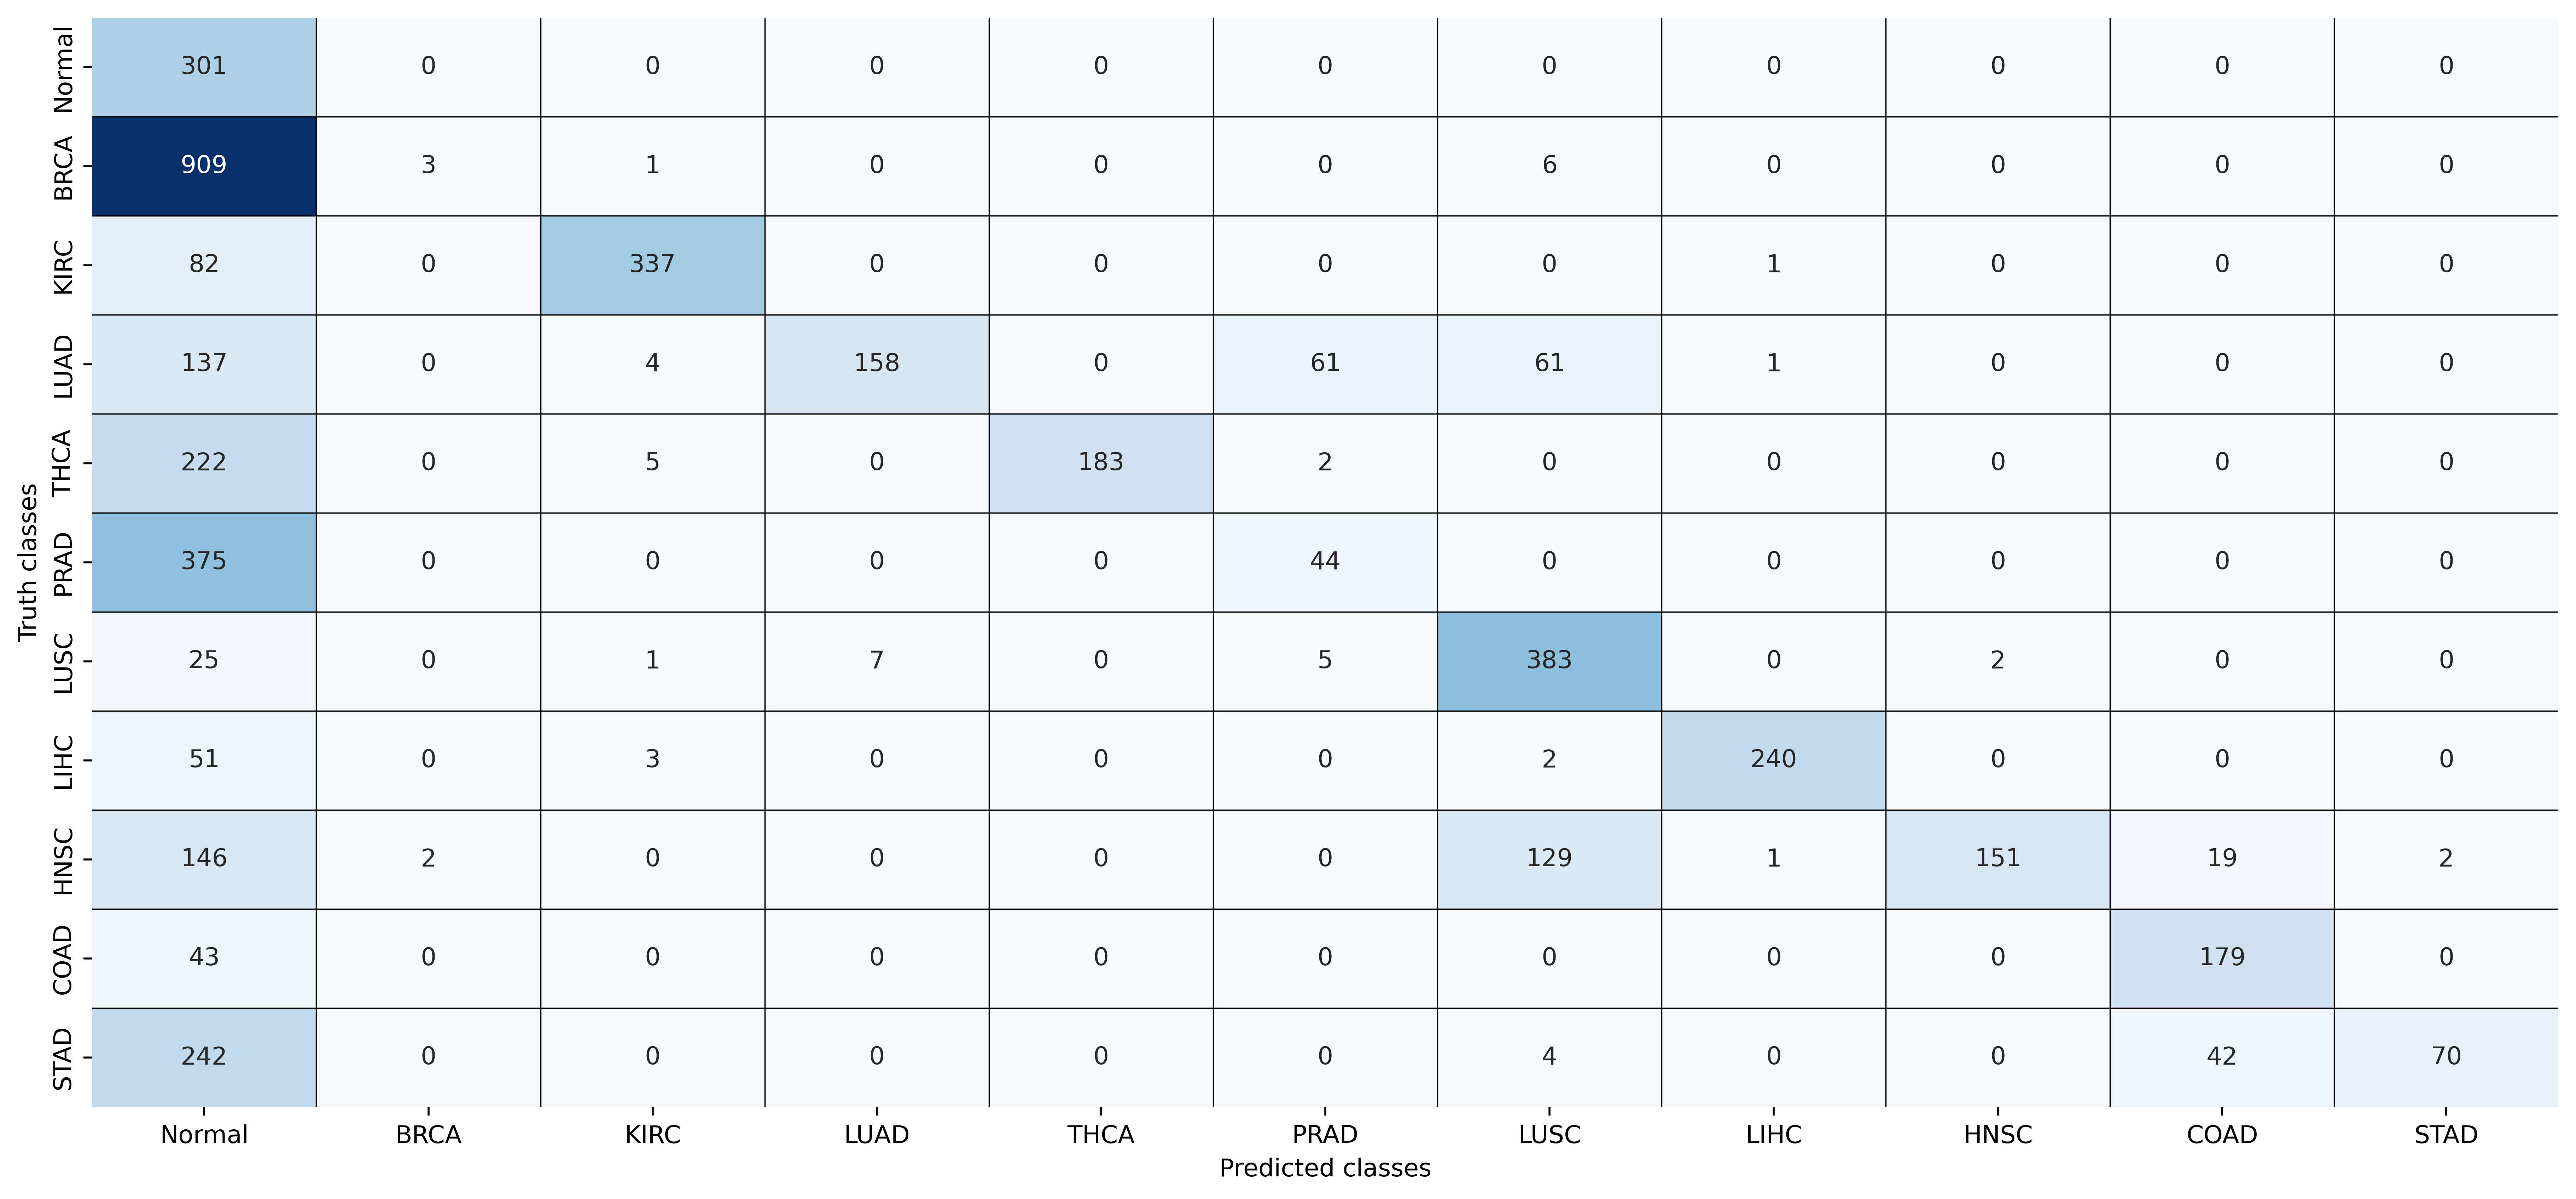 Truth classes
Normal 301 0 0 0 0 0 0 0 0 0 0
BRCA 909 3 1 0 0 0 6 0 0 0 0
KIRC 82 0 337 0 0 0 0 1 0 0 0
LUAD 137 0 4 158 0 61 61 1 0 0 0
THCA 222 0 5 0 183 2 0 0 0 0 0
PRAD 375 0 0 0 0 44 0 0 0 0 0
LUSC 25 0 1 7 0 5 383 0 2 0 0
LIHC 51 0 3 0 0 0 2 240 0 0 0
HNSC 146 2 0 0 0 0 129 1 151 19 2
COAD 43 0 0 0 0 0 0 0 0 179 0
STAD 242 0 0 0 0 0 4 0 0 42 70
Normal BRCA KIRC LUAD THCA PRAD LUSC LIHC HNSC COAD STAD
Predicted classes